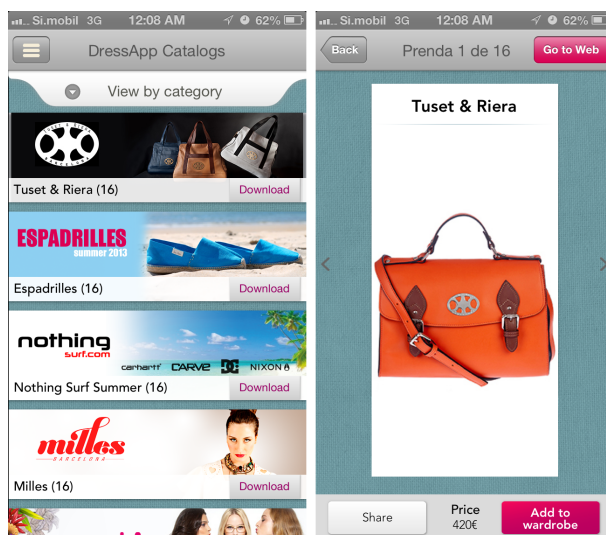 Si.mobil 3G 12:08 AM 62%
DressApp Catalogs
View by category
TUSET & RIERA
BARCELONA
Tuset & Riera (16)
Download
ESPADRILLES
summer 2013
Espadrilles (16)
Download
nothing
surf.com
carhartt CARVE DC NIXON
Nothing Surf Summer (16)
Download
milles
BARCELONA
Milles (16)
Download
Si.mobil 3G 12:08 AM 62%
Back
Prenda 1 de 16
Go to Web
Tuset & Riera
Share
Price
420€
Add to
wardrobe